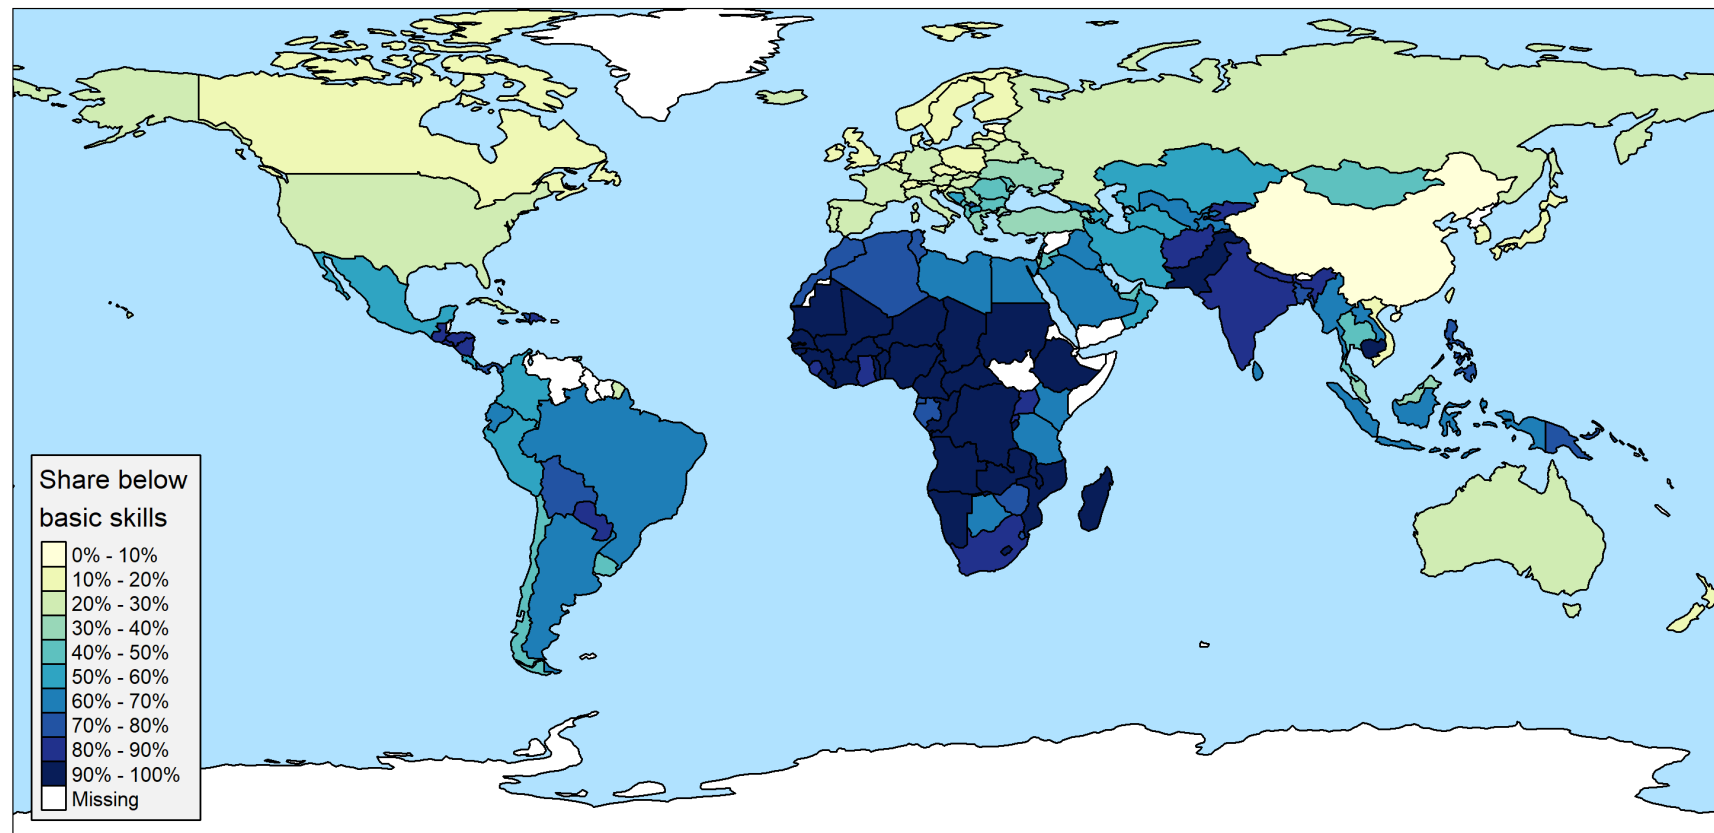 Share below
basic skills
0% - 10%
10% - 20%
20% - 30%
30% - 40%
40% - 50%
50% - 60%
60% - 70%
70% - 80%
80% - 90%
90% - 100%
Missing